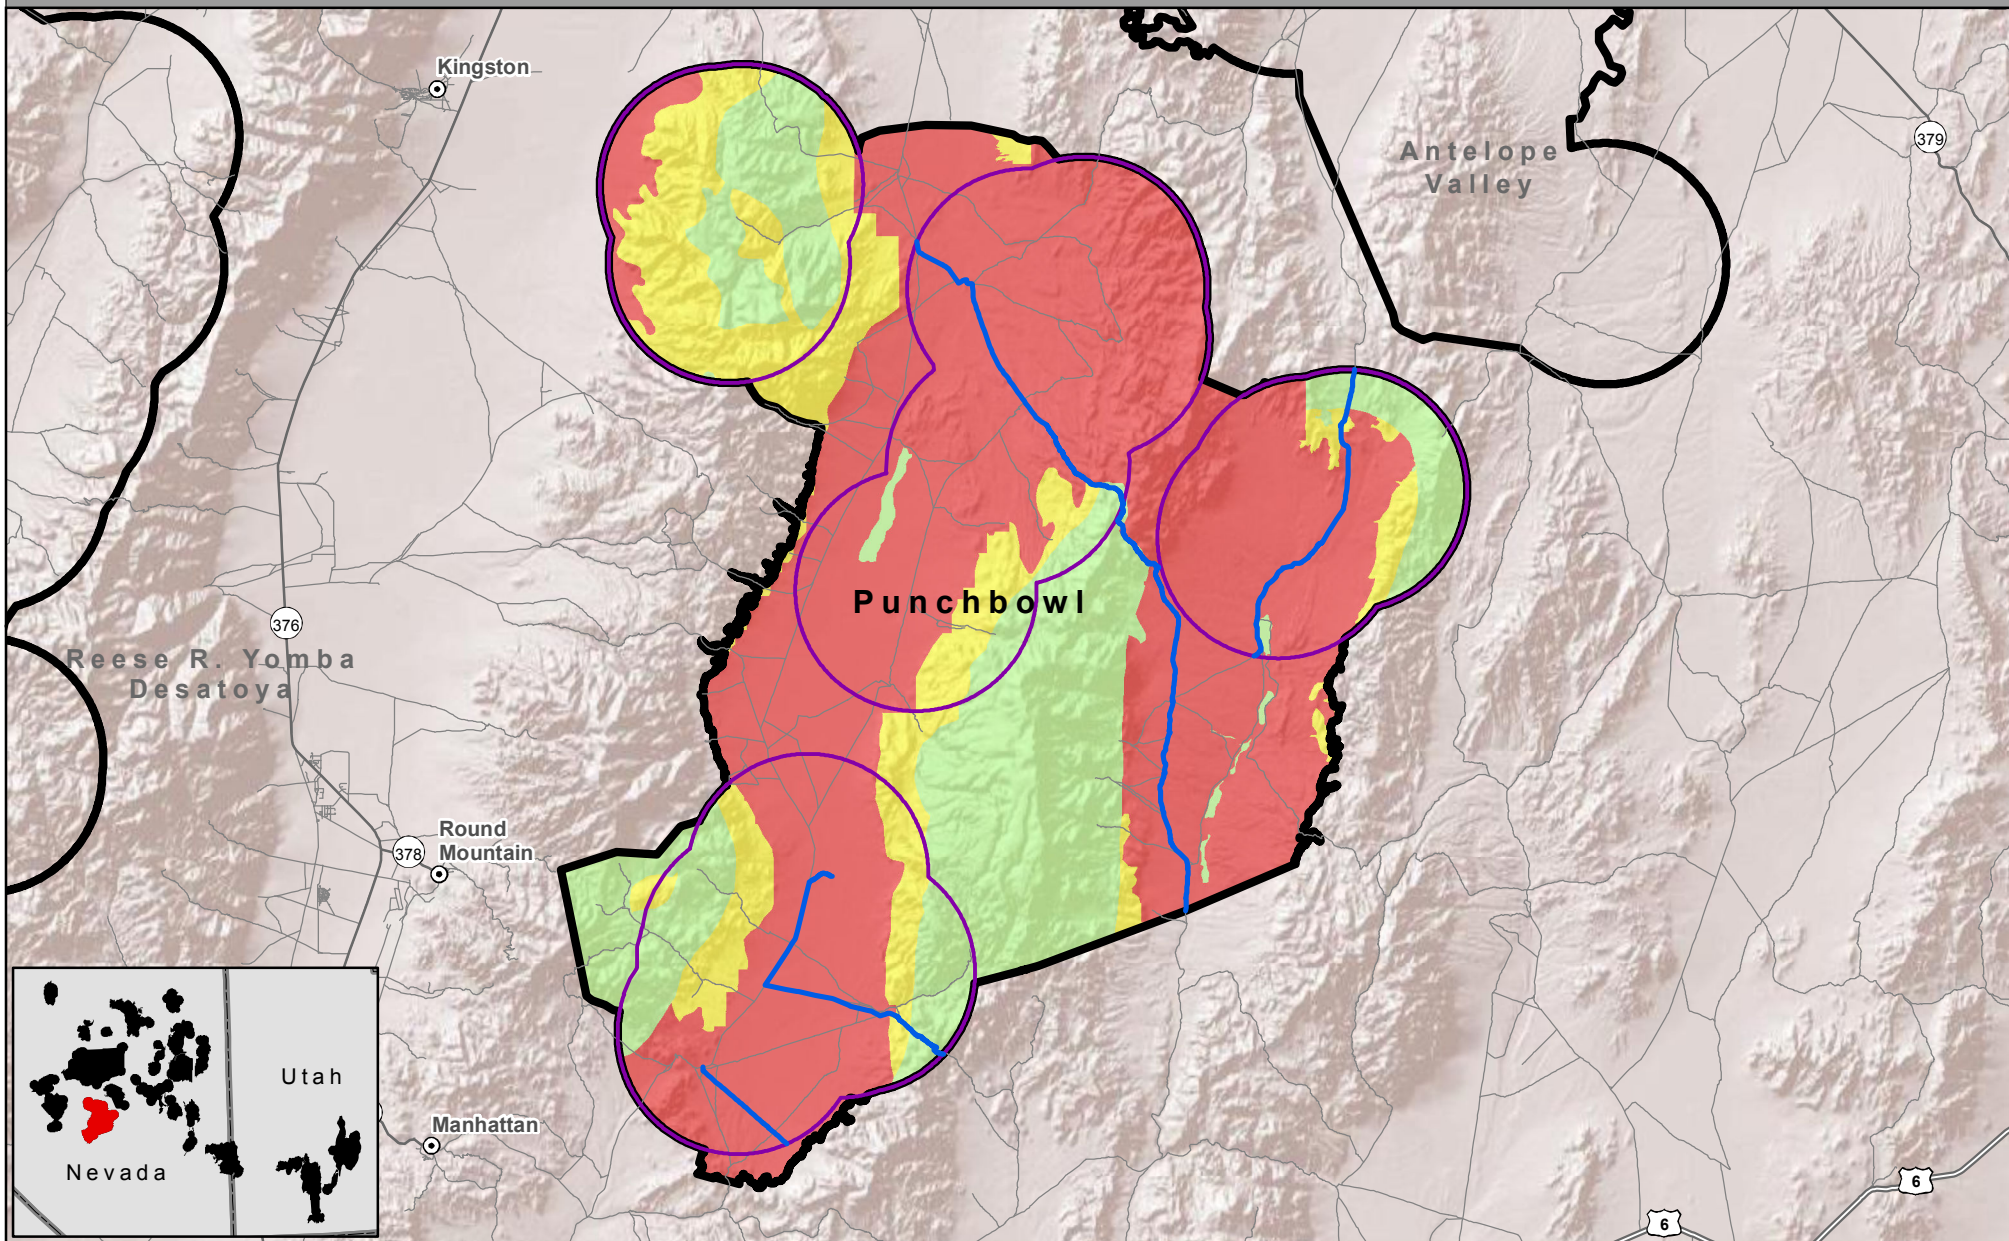 Kingston
379
Antelope
Valley
Punchbowl
376
Reese R. Yomba
Desatoya
Round
Mountain
378
Utah
Manhattan
Nevada
6
6